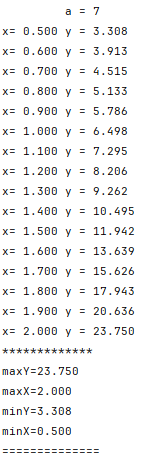 a = 7
x= 0.500 y = 3.308
x= 0.600 y = 3.913
x= 0.700 y = 4.515
x= 0.800 y = 5.133
x= 0.900 y = 5.786
x= 1.000 y = 6.498
x= 1.100 y = 7.295
x= 1.200 y = 8.206
x= 1.300 y = 9.262
x= 1.400 y = 10.495
x= 1.500 y = 11.942
x= 1.600 y = 13.639
x= 1.700 y = 15.626
x= 1.800 y = 17.943
x= 1.900 y = 20.636
x= 2.000 y = 23.750
*************
maxY=23.750
maxX=2.000
minY=3.308
minX=0.500
==============